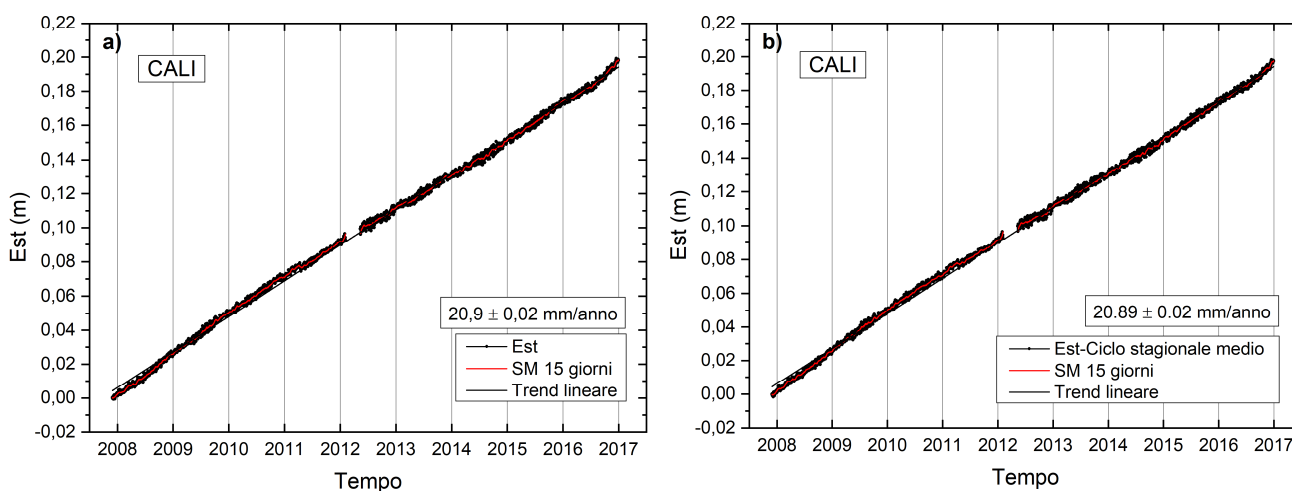 a)
CALI
0,22
0,20
0,18
0,16
0,14
0,12
0,10
0,08
0,06
0,04
0,02
0,00
-0,02
Est (m)
20,9 ± 0,02 mm/anno
Est
SM 15 giorni
Trend lineare
2008 2009 2010 2011 2012 2013 2014 2015 2016 2017
Tempo
b)
CALI
0,22
0,20
0,18
0,16
0,14
0,12
0,10
0,08
0,06
0,04
0,02
0,00
-0,02
Est (m)
20.89 ± 0.02 mm/anno
Est-Ciclo stagionale medio
SM 15 giorni
Trend lineare
2008 2009 2010 2011 2012 2013 2014 2015 2016 2017
Tempo